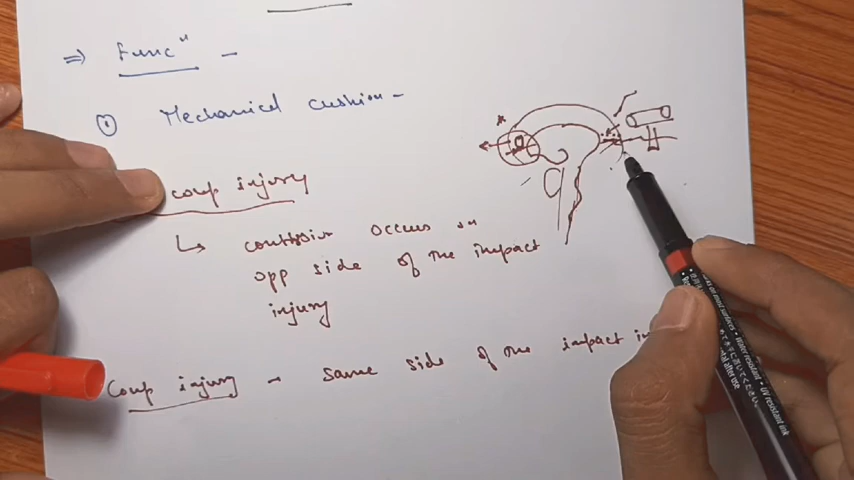 ⇒ Funcⁿ -
① Mechanical cushion -
coup injury
↳ contusion occurs in
opp side of the impact
injury
Coup injury - same side of the impact